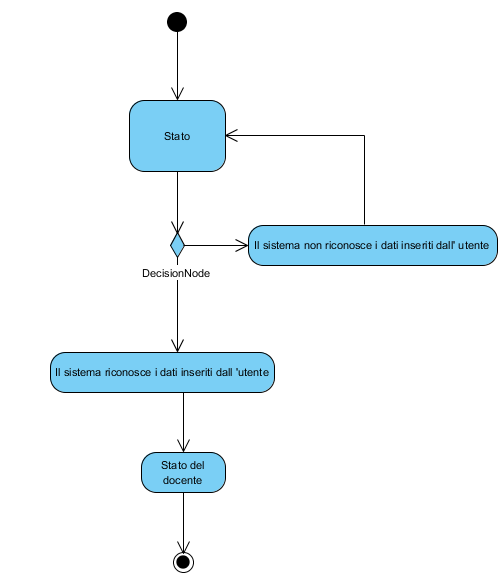 Stato
Il sistema non riconosce i dati inseriti dall' utente
DecisionNode
Il sistema riconosce i dati inseriti dall 'utente
Stato del
docente